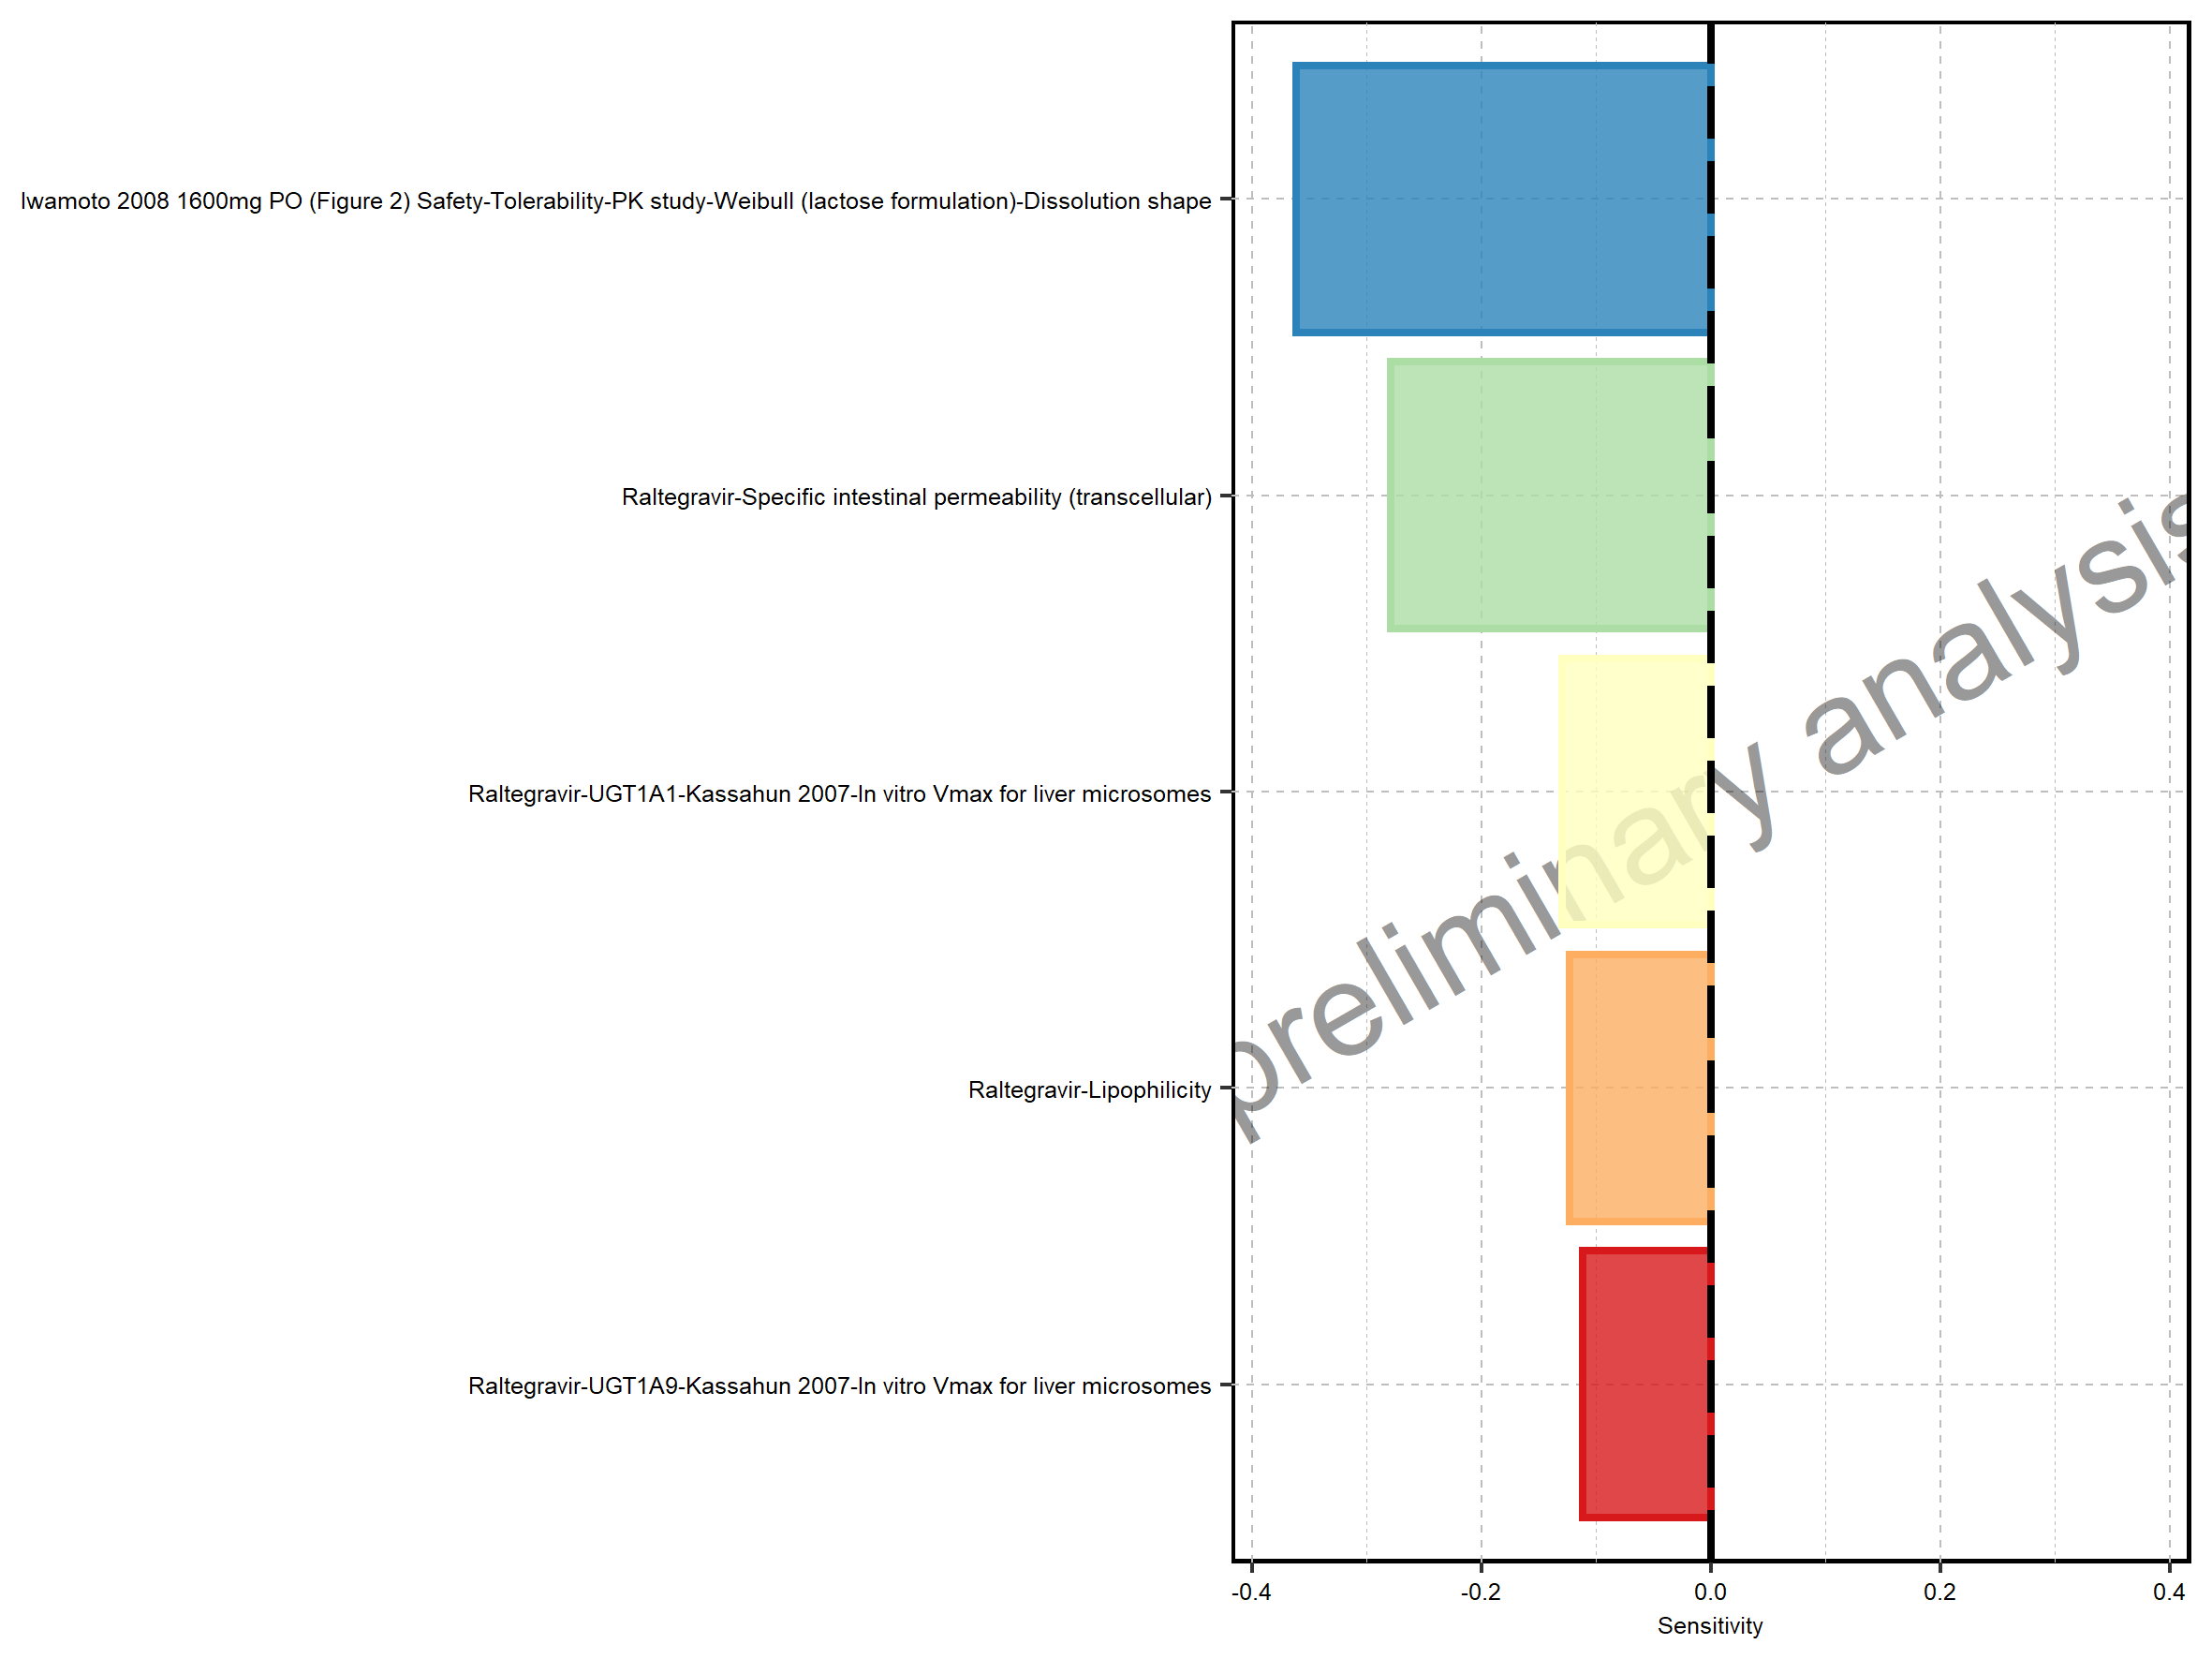 Iwamoto 2008 1600mg PO (Figure 2) Safety-Tolerability-PK study-Weibull (lactose formulation)-Dissolution shape
Raltegravir-Specific intestinal permeability (transcellular)
Raltegravir-UGT1A1-Kassahun 2007-In vitro Vmax for liver microsomes
Raltegravir-Lipophilicity
Raltegravir-UGT1A9-Kassahun 2007-In vitro Vmax for liver microsomes
preliminary analysis
-0.4 -0.2 0.0 0.2 0.4
Sensitivity